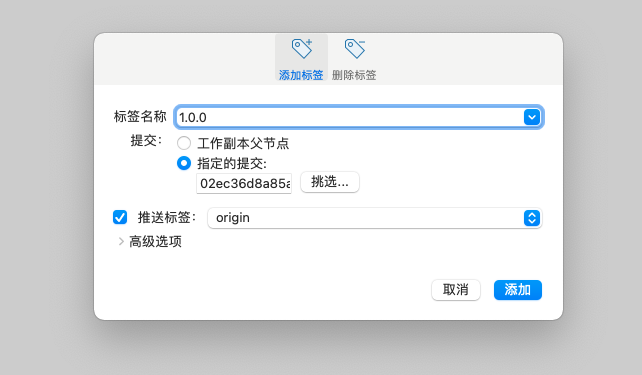 添加标签 删除标签
标签名称 1.0.0
提交： 工作副本父节点
指定的提交:
02ec36d8a85a 挑选...
推送标签： origin
高级选项
取消 添加